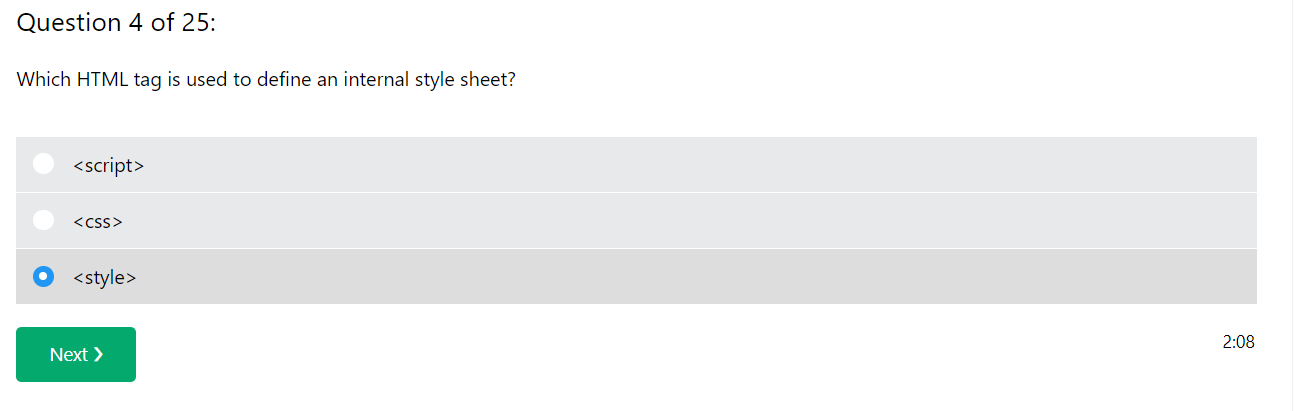 Question 4 of 25:
Which HTML tag is used to define an internal style sheet?
<script>
<css>
<style>
Next ❯
2:08